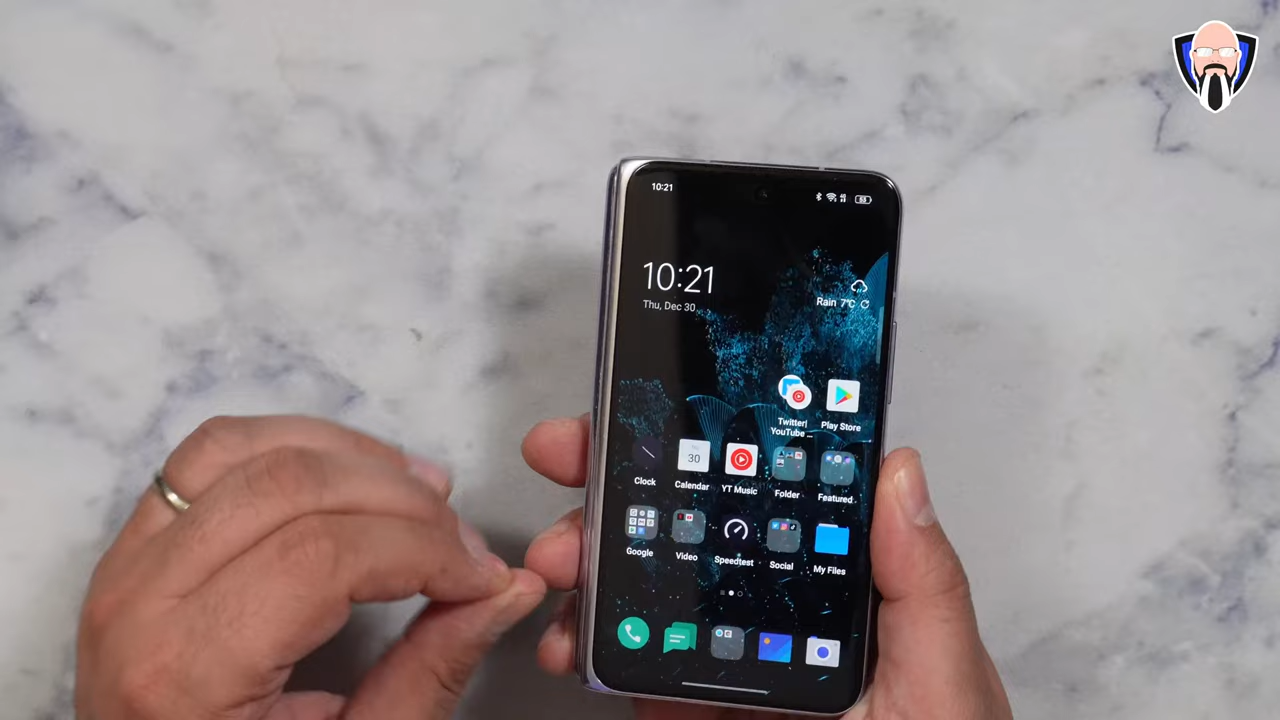 10:21
53
10:21
Thu, Dec 30
Rain 7°C
Twitter|
YouTube ...
Play Store
30
Clock
Calendar
YT Music
Folder
Featured
Google
Video
Speedtest
Social
My Files